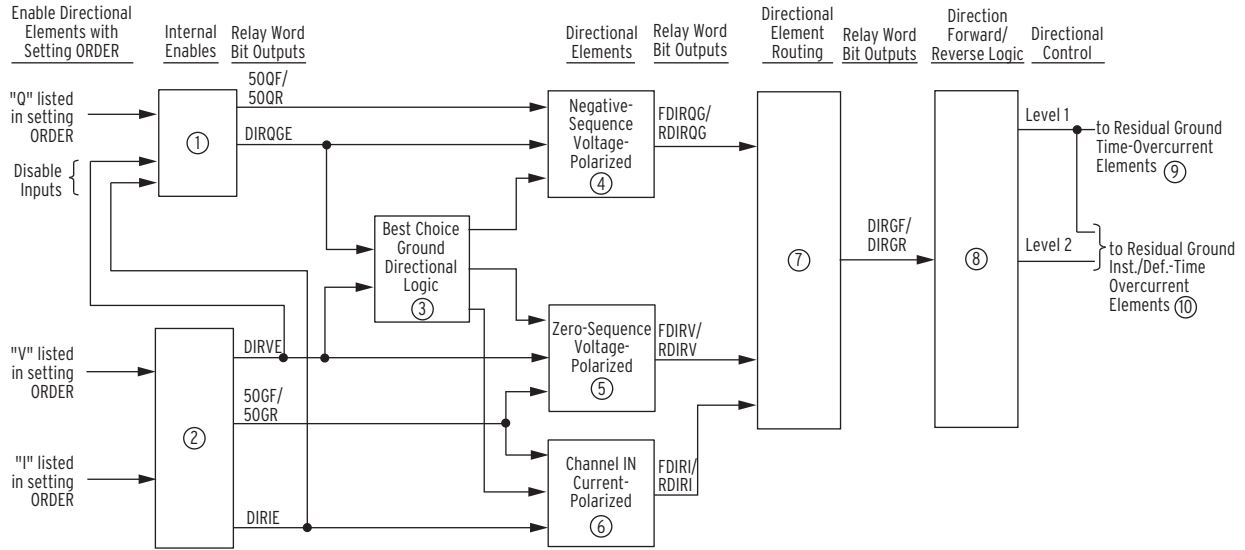 Enable Directional
Elements with
Setting ORDER
Internal
Enables
Relay Word
Bit Outputs
Directional
Elements
Relay Word
Bit Outputs
Directional
Element
Routing
Relay Word
Bit Outputs
Direction
Forward/
Reverse Logic
Directional
Control
"Q" listed
in setting
ORDER
Disable
Inputs
1
50QF/
50QR
DIRQGE
Negative-
Sequence
Voltage-
Polarized
4
FDIRQG/
RDIRQG
Best Choice
Ground
Directional
Logic
3
"V" listed
in setting
ORDER
"I" listed
in setting
ORDER
2
DIRVE
50GF/
50GR
DIRIE
Zero-Sequence
Voltage-
Polarized
5
FDIRV/
RDIRV
Channel IN
Current-
Polarized
6
FDIRI/
RDIRI
7
DIRGF/
DIRGR
8
Level 1
to Residual Ground
Time-Overcurrent
Elements 9
Level 2
to Residual Ground
Inst./Def.-Time
Overcurrent
Elements 10